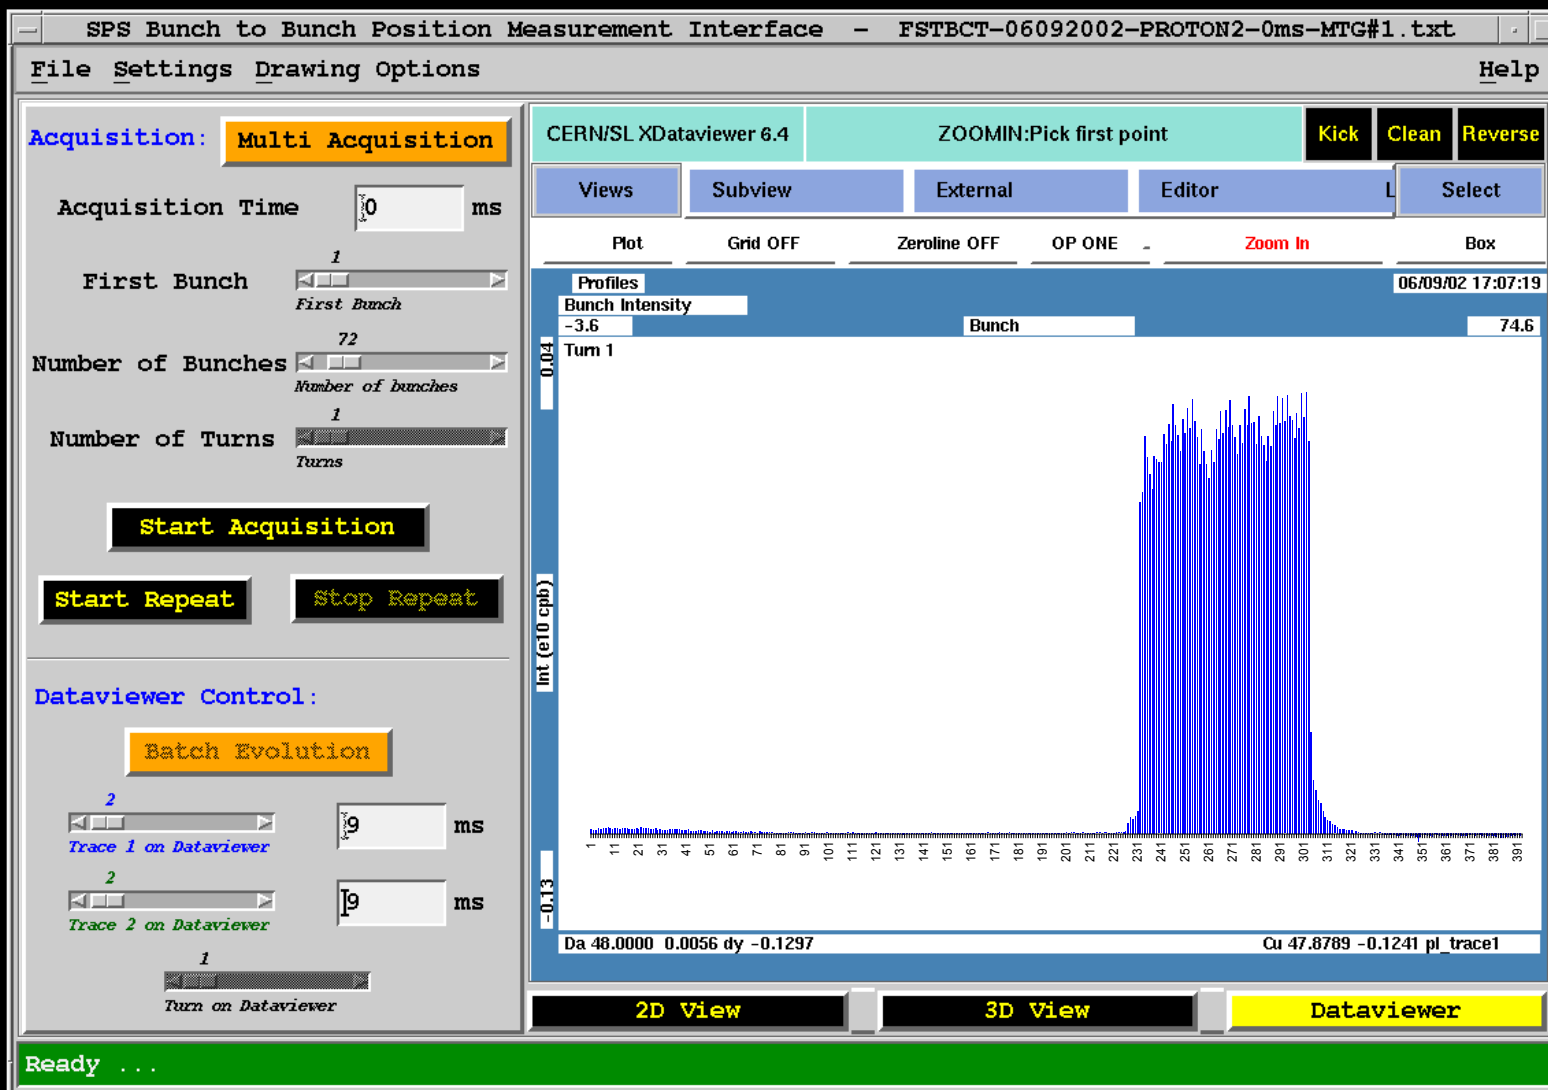 SPS Bunch to Bunch Position Measurement Interface - FSTBCT-06092002-PROTON2-0ms-MTG#1.txt
File Settings Drawing Options Help
Acquisition: Multi Acquisition
Acquisition Time 0 ms
1
First Bunch
First Bunch
72
Number of Bunches
Number of bunches
1
Number of Turns
Turns
Start Acquisition
Start Repeat Stop Repeat
Dataviewer Control:
Batch Evolution
2
9 ms
Trace 1 on Dataviewer
2
9 ms
Trace 2 on Dataviewer
1
Turn on Dataviewer
CERN/SL XDataviewer 6.4 ZOOMIN:Pick first point Kick Clean Reverse
Views Subview External Editor L Select
Plot Grid OFF Zeroline OFF OP ONE - Zoom In Box
Profiles 06/09/02 17:07:19
Bunch Intensity
-3.6 Bunch 74.6
Turn 1
0.04
Int (e10 cpb)
-0.13
1 11 21 31 41 51 61 71 81 91 101 111 121 131 141 151 161 171 181 191 201 211 221 231 241 251 261 271 281 291 301 311 321 331 341 351 361 371 381 391
Da 48.0000 0.0056 dy -0.1297 Cu 47.8789 -0.1241 pl_trace1
2D View 3D View Dataviewer
Ready ...